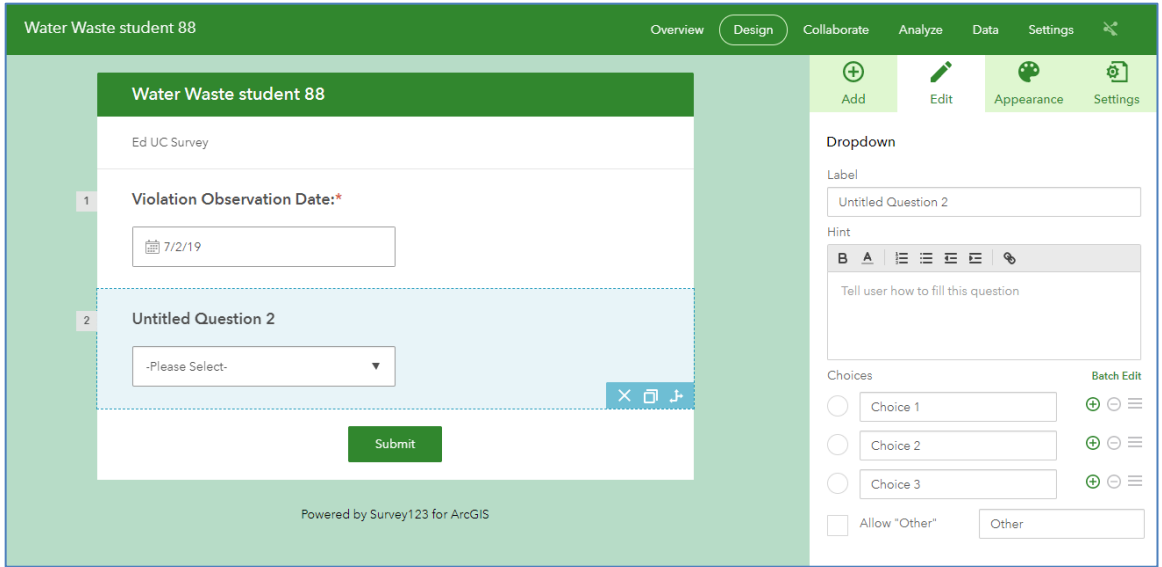 Water Waste student 88
Overview Design Collaborate Analyze Data Settings
Add Edit Appearance Settings
Water Waste student 88
Ed UC Survey
1 Violation Observation Date:*
7/2/19
2 Untitled Question 2
-Please Select-
Submit
Powered by Survey123 for ArcGIS
Dropdown
Label
Untitled Question 2
Hint
B A
Tell user how to fill this question
Choices Batch Edit
Choice 1
Choice 2
Choice 3
Allow "Other" Other